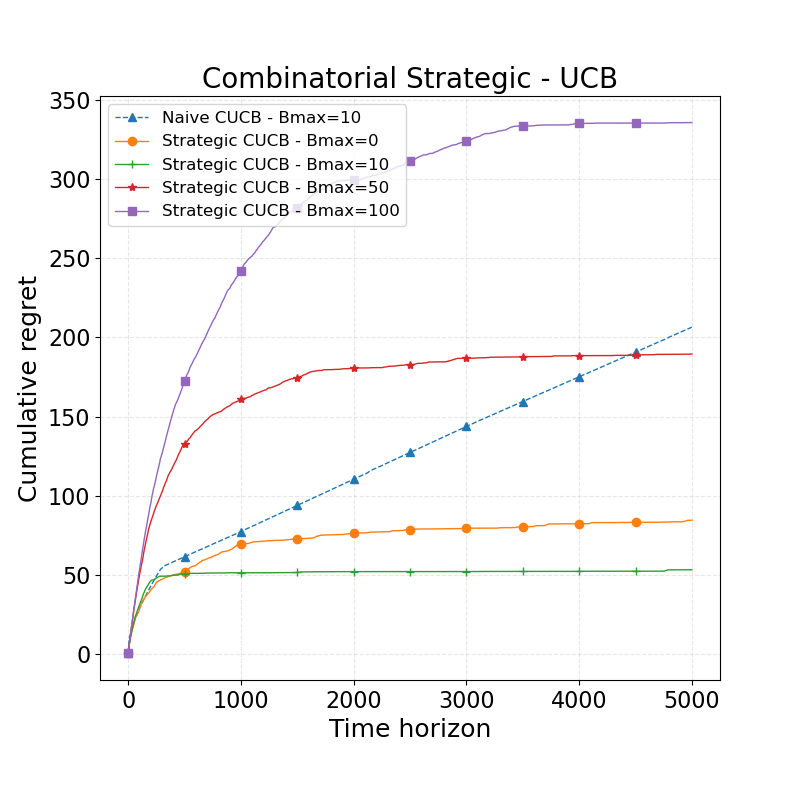 Combinatorial Strategic - UCB
Naive CUCB - Bmax=10
Strategic CUCB - Bmax=0
Strategic CUCB - Bmax=10
Strategic CUCB - Bmax=50
Strategic CUCB - Bmax=100
350
300
250
200
150
100
50
0
Cumulative regret
0 1000 2000 3000 4000 5000
Time horizon